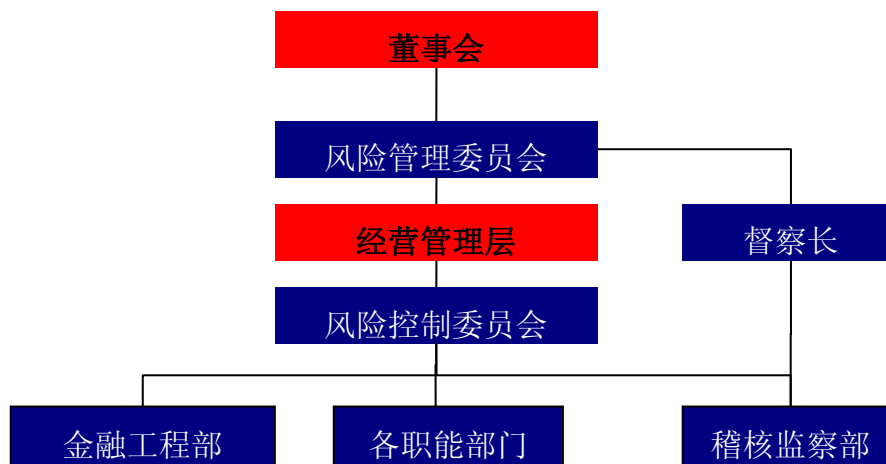 董事会
风险管理委员会
经营管理层
督察长
风险控制委员会
金融工程部
各职能部门
稽核监察部